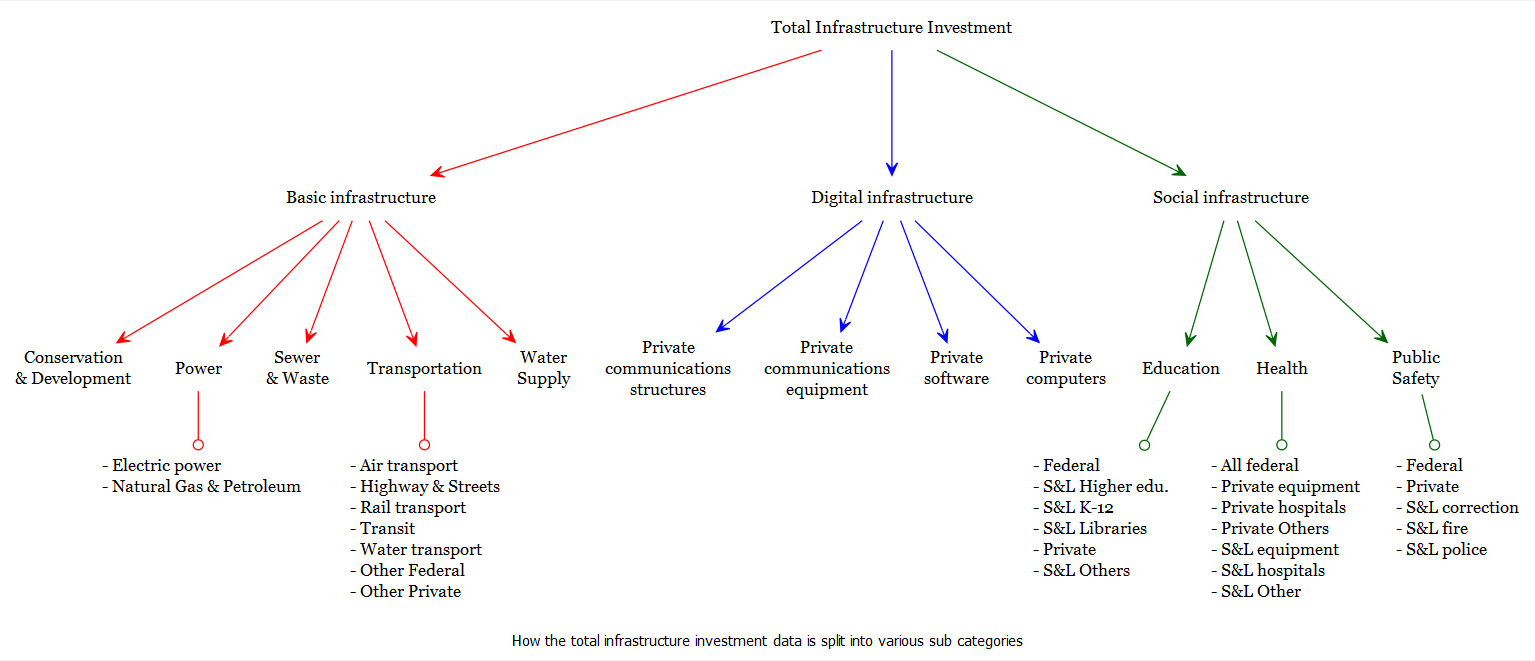 Total Infrastructure Investment
Basic infrastructure
Digital infrastructure
Social infrastructure
Conservation
& Development
Power
Sewer
& Waste
Transportation
Water
Supply
Private
communications
structures
Private
communications
equipment
Private
software
Private
computers
Education
Health
Public
Safety
- Electric power
- Natural Gas & Petroleum
- Air transport
- Highway & Streets
- Rail transport
- Transit
- Water transport
- Other Federal
- Other Private
- Federal
- S&L Higher edu.
- S&L K-12
- S&L Libraries
- Private
- S&L Others
- All federal
- Private equipment
- Private hospitals
- Private Others
- S&L equipment
- S&L hospitals
- S&L Other
- Federal
- Private
- S&L correction
- S&L fire
- S&L police
How the total infrastructure investment data is split into various sub categories